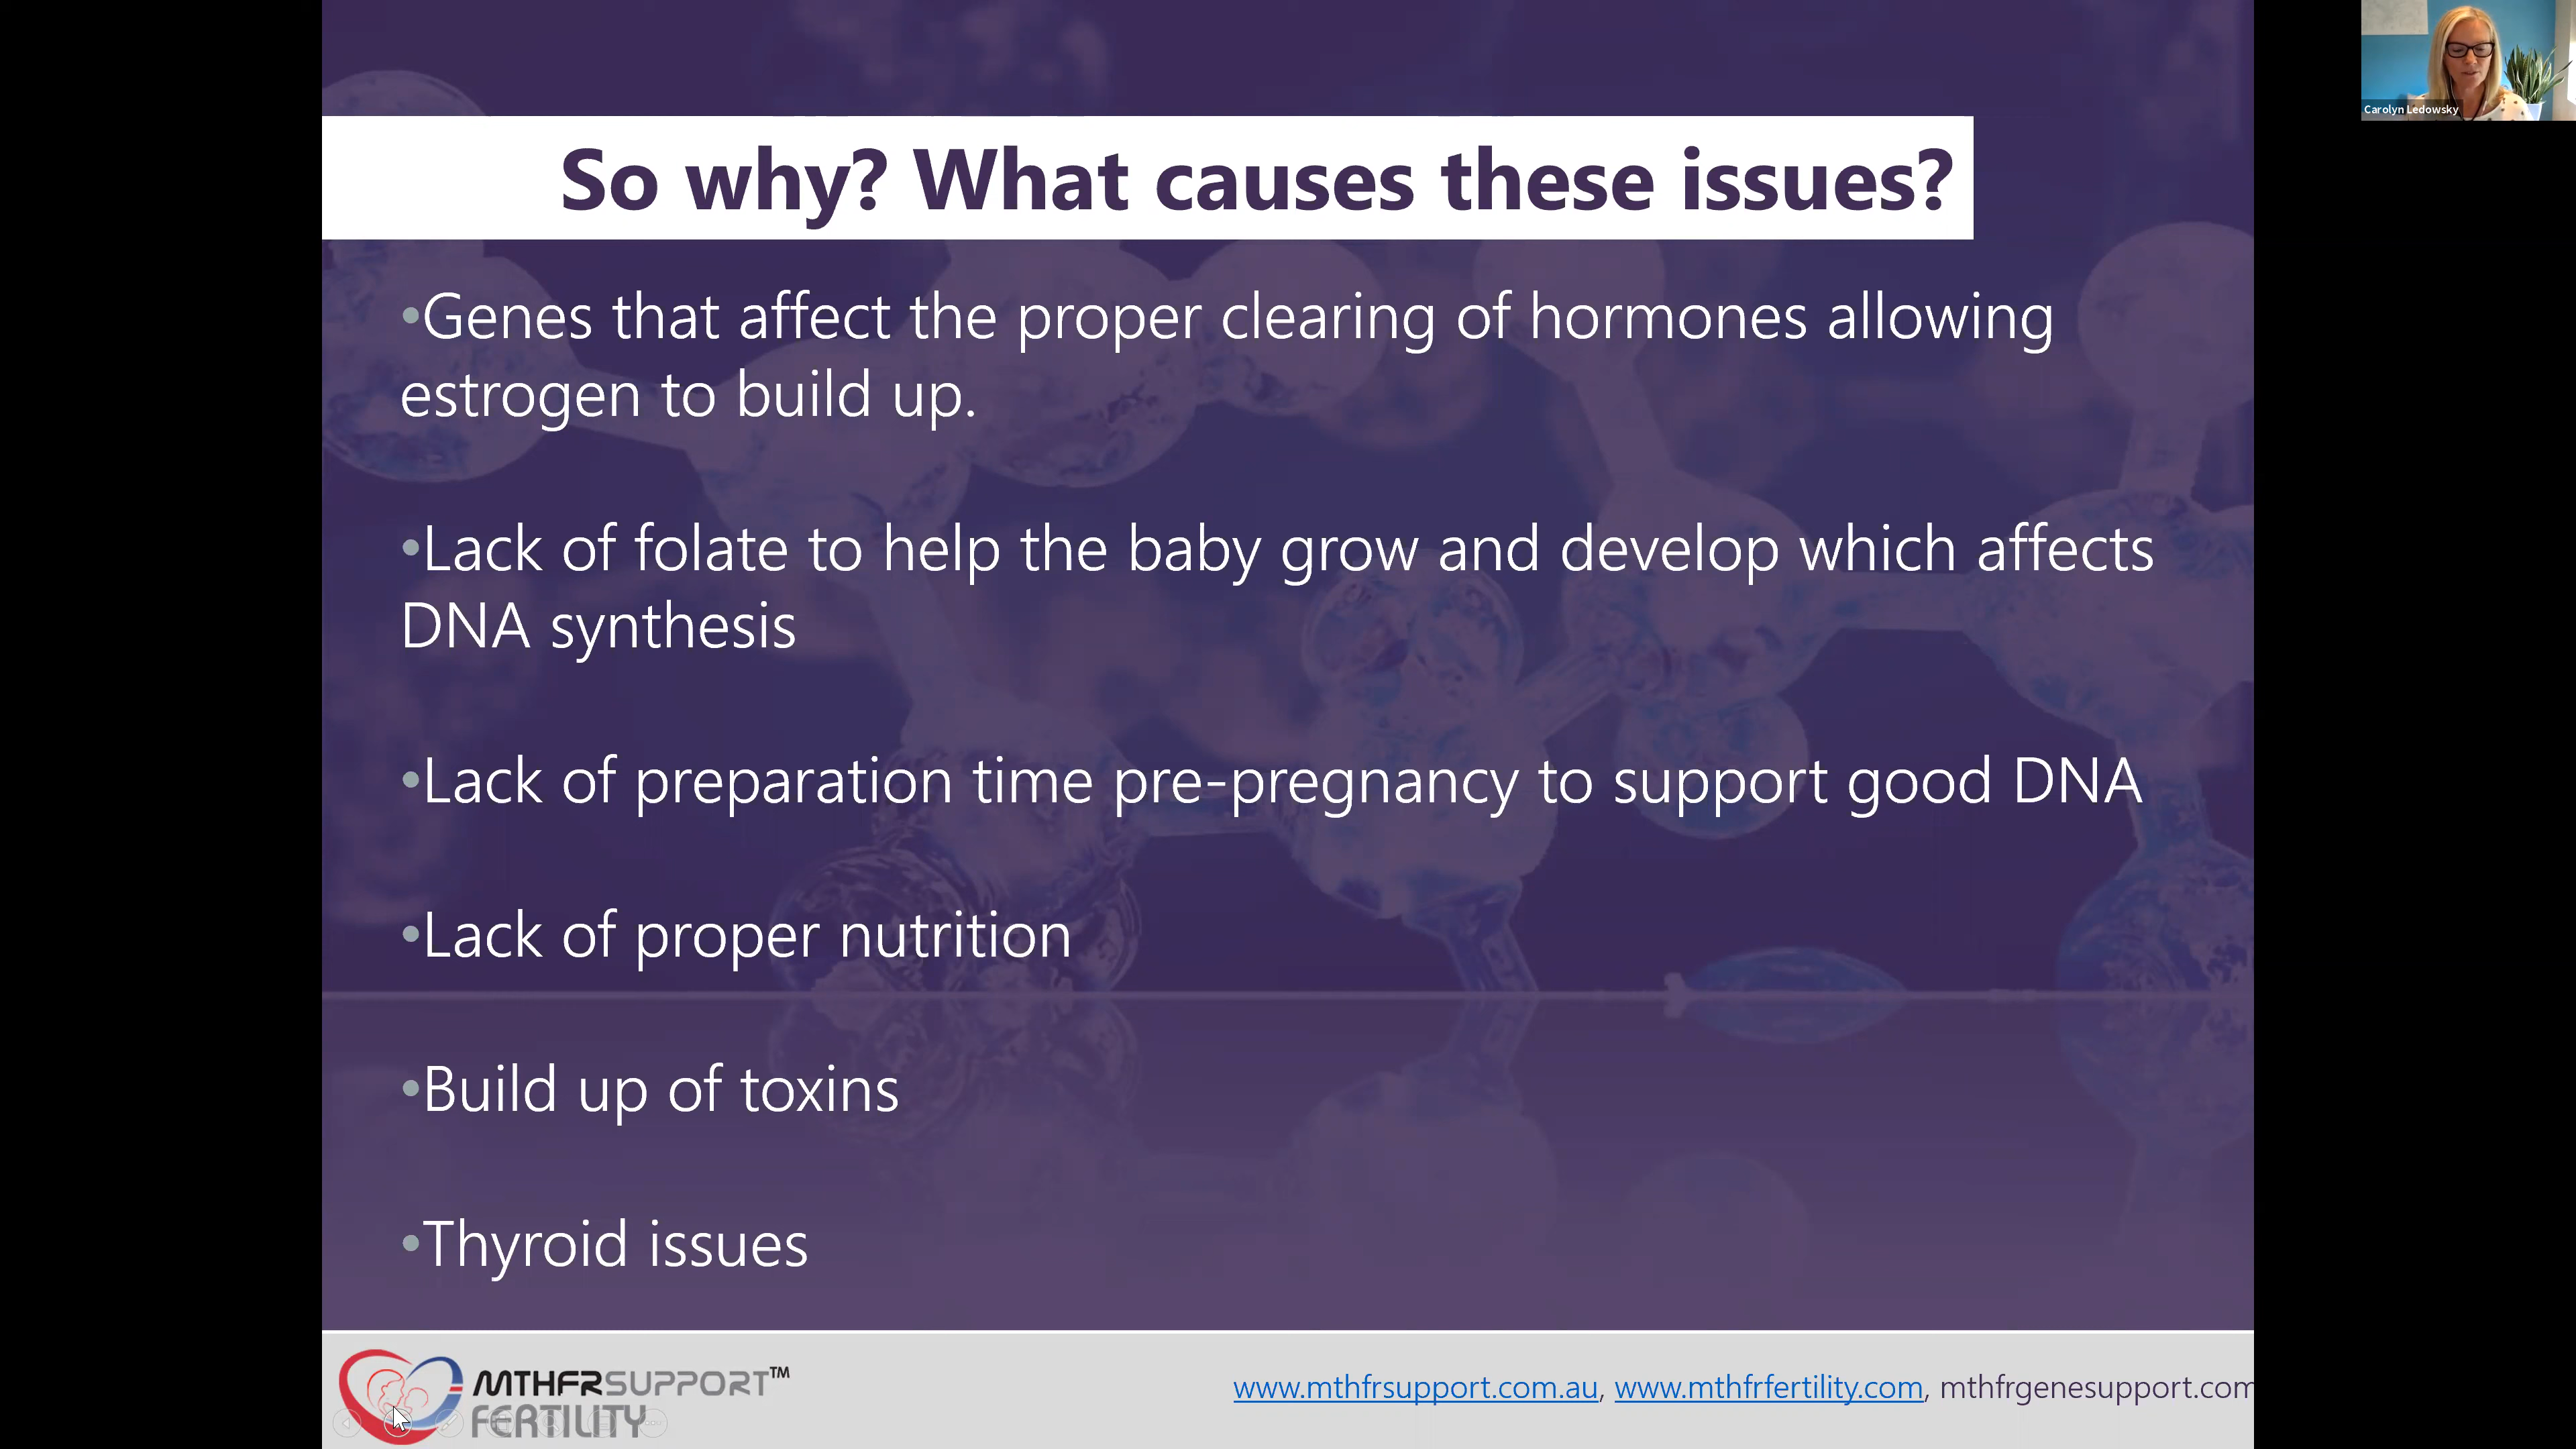 Carolyn Ledowsky
So why? What causes these issues?
•Genes that affect the proper clearing of hormones allowing
estrogen to build up.
•Lack of folate to help the baby grow and develop which affects
DNA synthesis
•Lack of preparation time pre-pregnancy to support good DNA
•Lack of proper nutrition
•Build up of toxins
•Thyroid issues
MTHFRSUPPORT™
FERTILITY
www.mthfrsupport.com.au, www.mthfrfertility.com, mthfrgenesupport.com